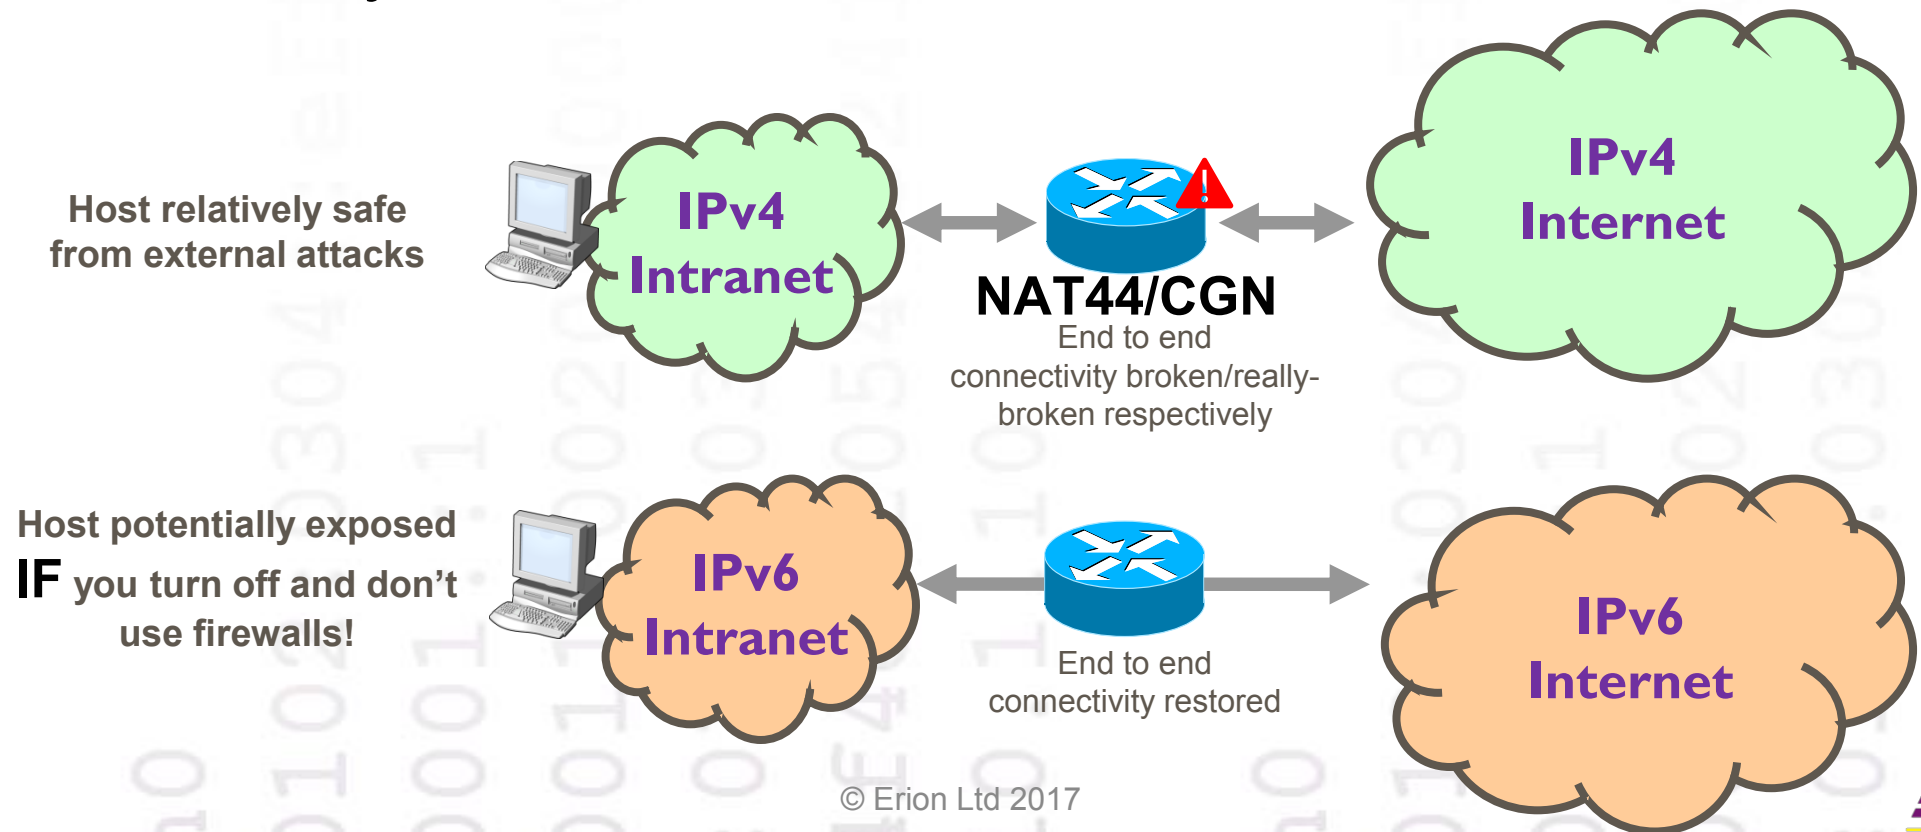 Host relatively safe
from external attacks
IPv4
Intranet
NAT44/CGN
End to end
connectivity broken/really-
broken respectively
IPv4
Internet
Host potentially exposed
IF you turn off and don't
use firewalls!
IPv6
Intranet
End to end
connectivity restored
IPv6
Internet
© Erion Ltd 2017